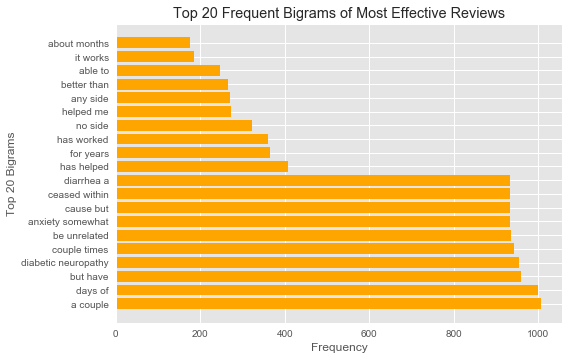 Top 20 Frequent Bigrams of Most Effective Reviews
about months
it works
able to
better than
any side
helped me
no side
has worked
for years
has helped
diarrhea a
ceased within
cause but
anxiety somewhat
be unrelated
couple times
diabetic neuropathy
but have
days of
a couple
Top 20 Bigrams
0 200 400 600 800 1000
Frequency